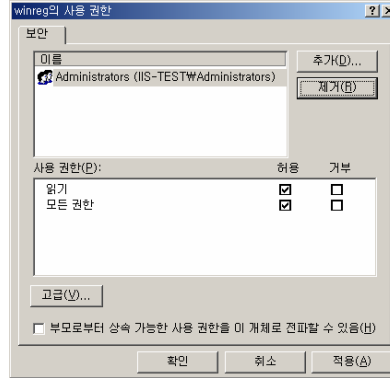 winreg의 사용 권한
보안
이름
Administrators (IIS-TEST₩Administrators)
추가(D)...
제거(R)
사용 권한(P): 허용 거부
읽기
모든 권한
고급(V)...
부모로부터 상속 가능한 사용 권한을 이 개체로 전파할 수 있음(H)
확인 취소 적용(A)